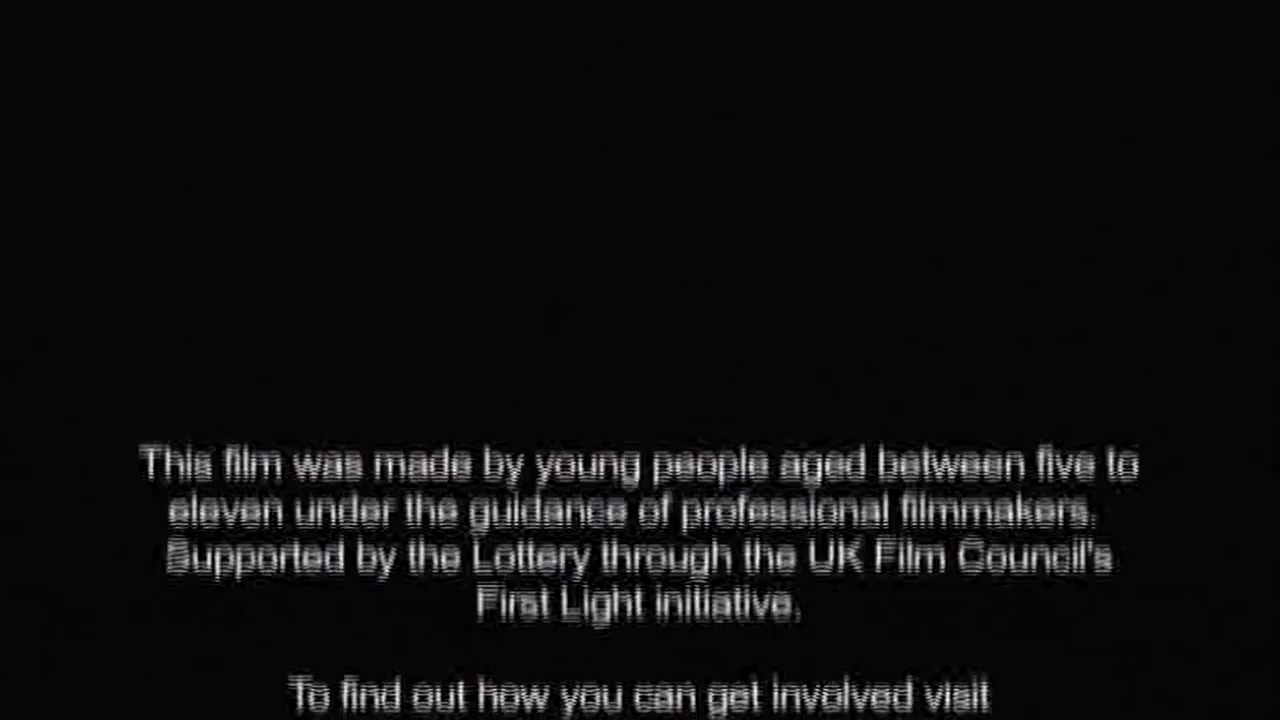 This film was made by young people aged between five to
eleven under the guidance of professional filmmakers.
Supported by the Lottery through the UK Film Council's
First Light initiative.
To find out how you can get involved visit